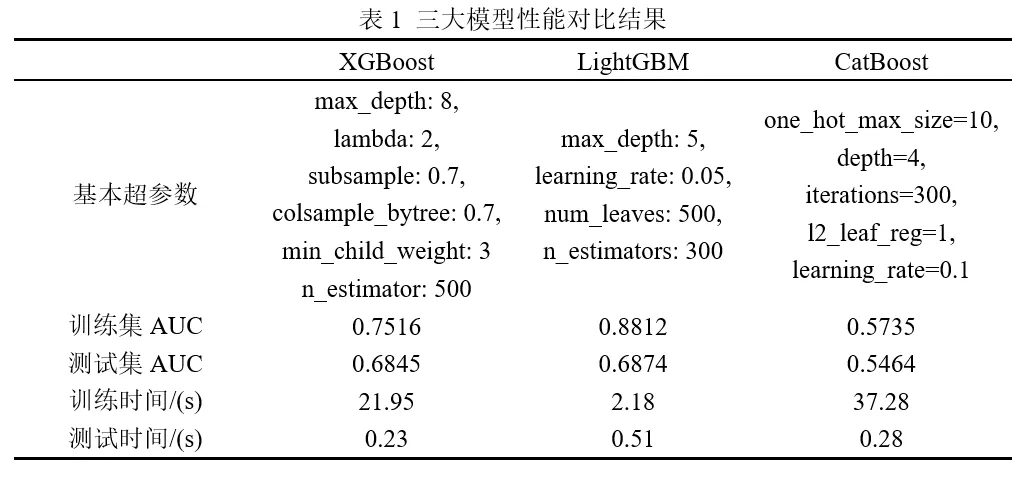 表 1 三大模型性能对比结果
XGBoost LightGBM CatBoost
基本超参数
max_depth: 8,
lambda: 2,
subsample: 0.7,
colsample_bytree: 0.7,
min_child_weight: 3
n_estimator: 500
max_depth: 5,
learning_rate: 0.05,
num_leaves: 500,
n_estimators: 300
one_hot_max_size=10,
depth=4,
iterations=300,
l2_leaf_reg=1,
learning_rate=0.1
训练集 AUC 0.7516 0.8812 0.5735
测试集 AUC 0.6845 0.6874 0.5464
训练时间/(s) 21.95 2.18 37.28
测试时间/(s) 0.23 0.51 0.28